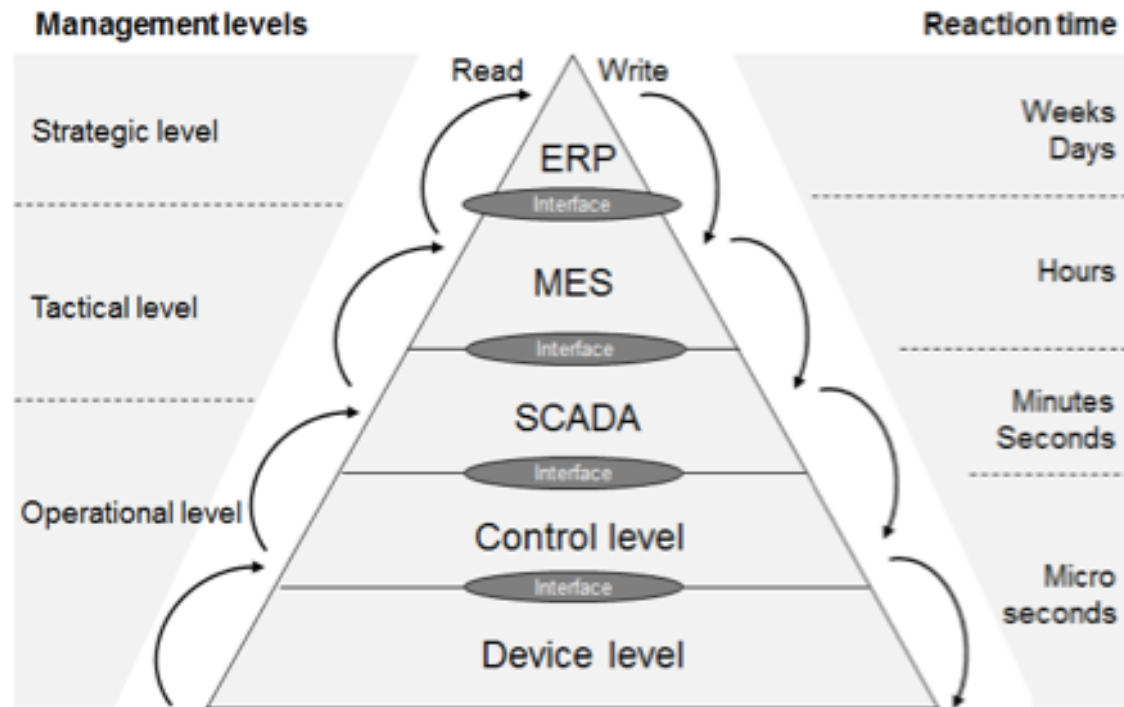 Management levels
Reaction time
Read
Write
Strategic level
Weeks
Days
ERP
Interface
Tactical level
MES
Hours
Interface
SCADA
Minutes
Seconds
Interface
Operational level
Control level
Interface
Micro
seconds
Device level